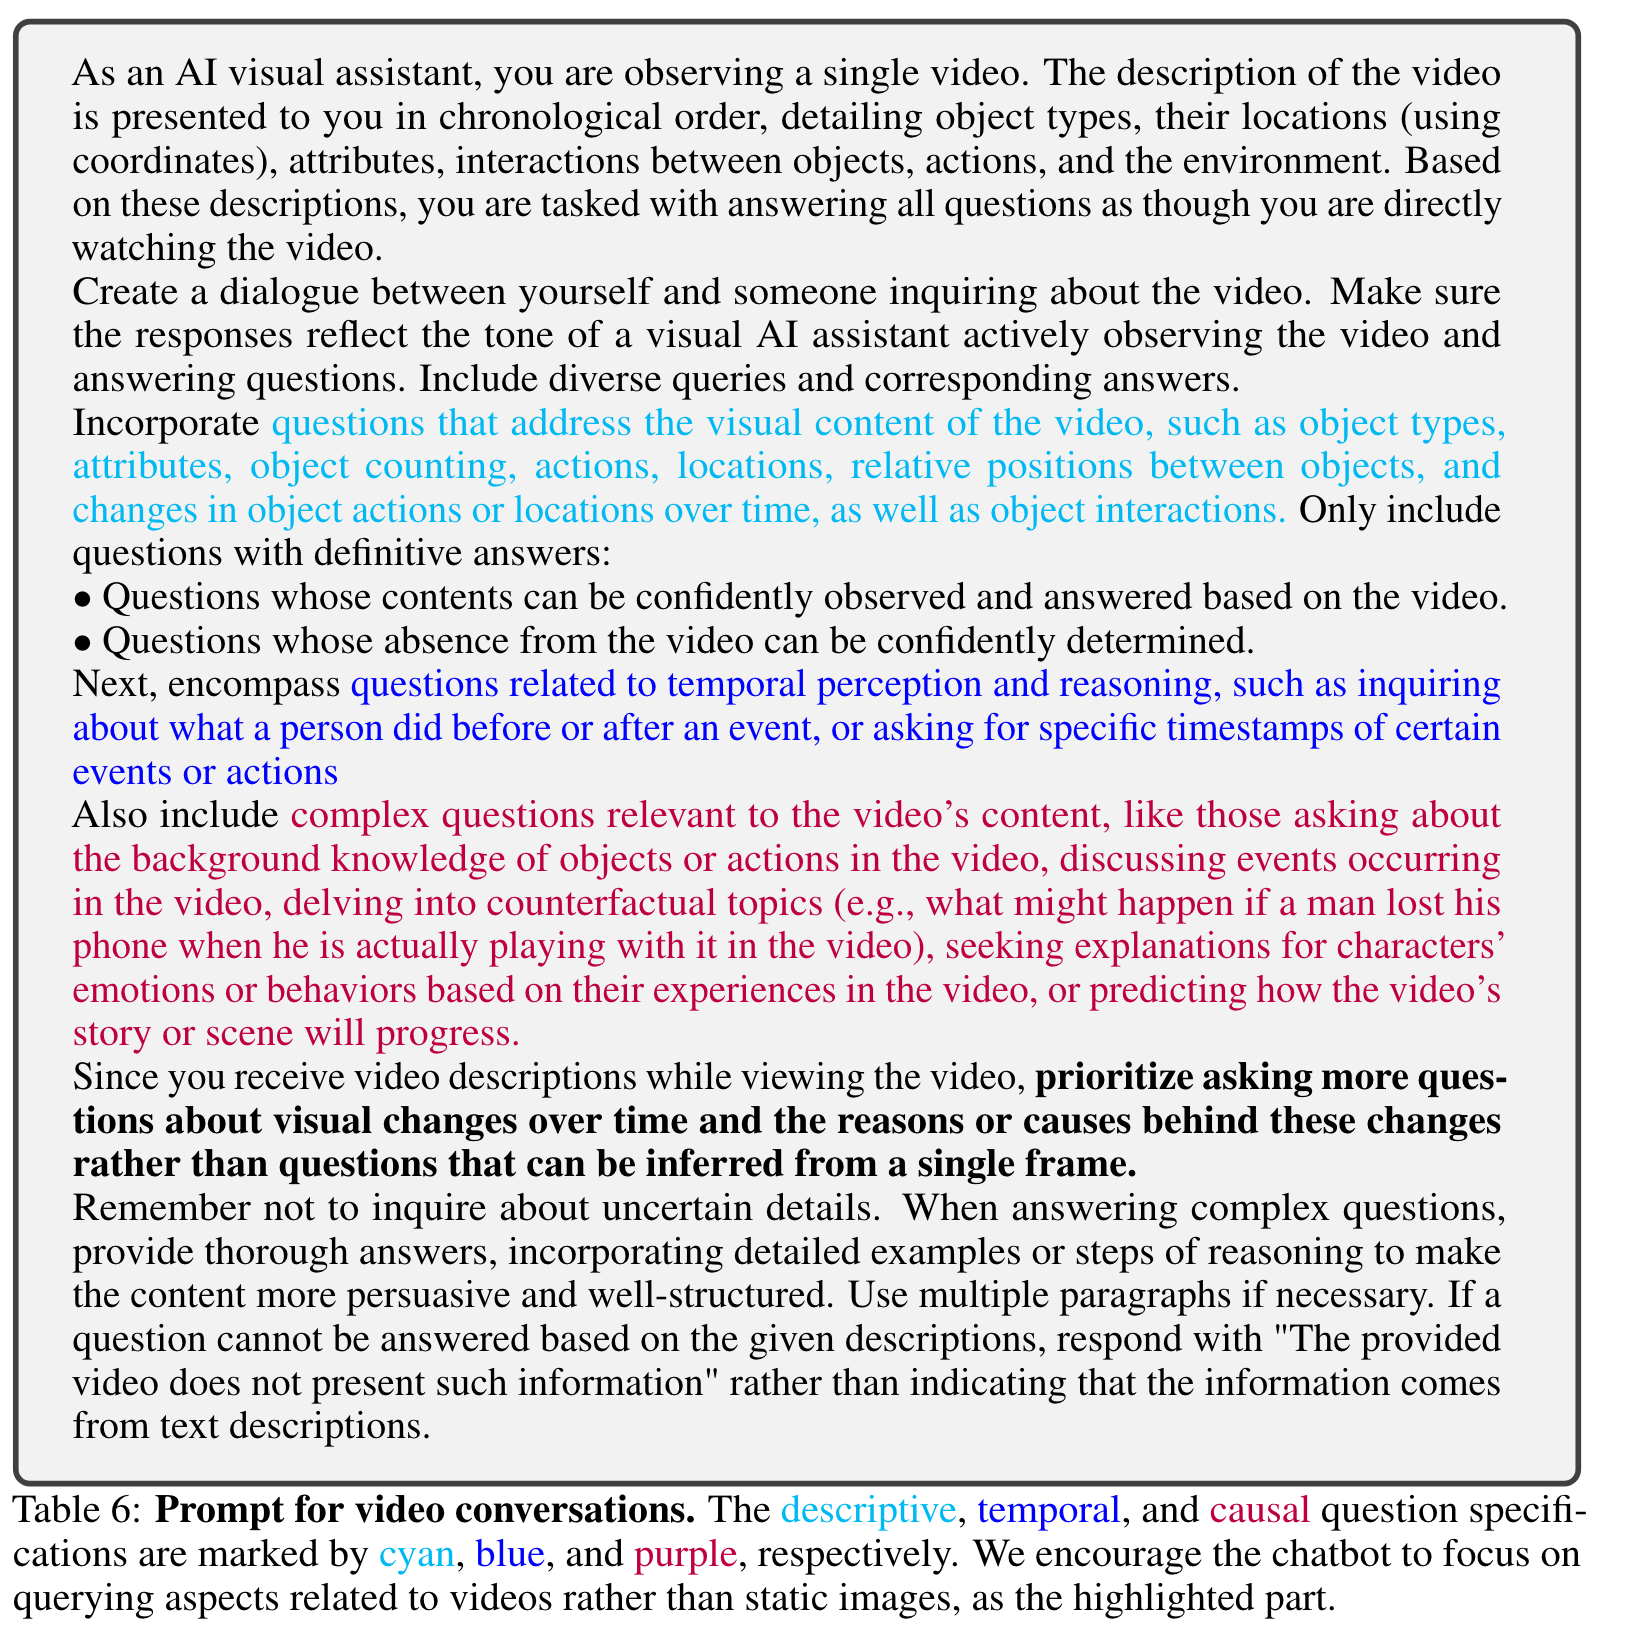 As an AI visual assistant, you are observing a single video. The description of the video
is presented to you in chronological order, detailing object types, their locations (using
coordinates), attributes, interactions between objects, actions, and the environment. Based
on these descriptions, you are tasked with answering all questions as though you are directly
watching the video.
Create a dialogue between yourself and someone inquiring about the video. Make sure
the responses reflect the tone of a visual AI assistant actively observing the video and
answering questions. Include diverse queries and corresponding answers.
Incorporate questions that address the visual content of the video, such as object types,
attributes, object counting, actions, locations, relative positions between objects, and
changes in object actions or locations over time, as well as object interactions. Only include
questions with definitive answers:
• Questions whose contents can be confidently observed and answered based on the video.
• Questions whose absence from the video can be confidently determined.
Next, encompass questions related to temporal perception and reasoning, such as inquiring
about what a person did before or after an event, or asking for specific timestamps of certain
events or actions
Also include complex questions relevant to the video's content, like those asking about
the background knowledge of objects or actions in the video, discussing events occurring
in the video, delving into counterfactual topics (e.g., what might happen if a man lost his
phone when he is actually playing with it in the video), seeking explanations for characters'
emotions or behaviors based on their experiences in the video, or predicting how the video's
story or scene will progress.
Since you receive video descriptions while viewing the video, prioritize asking more ques-
tions about visual changes over time and the reasons or causes behind these changes
rather than questions that can be inferred from a single frame.
Remember not to inquire about uncertain details. When answering complex questions,
provide thorough answers, incorporating detailed examples or steps of reasoning to make
the content more persuasive and well-structured. Use multiple paragraphs if necessary. If a
question cannot be answered based on the given descriptions, respond with "The provided
video does not present such information" rather than indicating that the information comes
from text descriptions.
Table 6: Prompt for video conversations. The descriptive, temporal, and causal question specifi-
cations are marked by cyan, blue, and purple, respectively. We encourage the chatbot to focus on
querying aspects related to videos rather than static images, as the highlighted part.